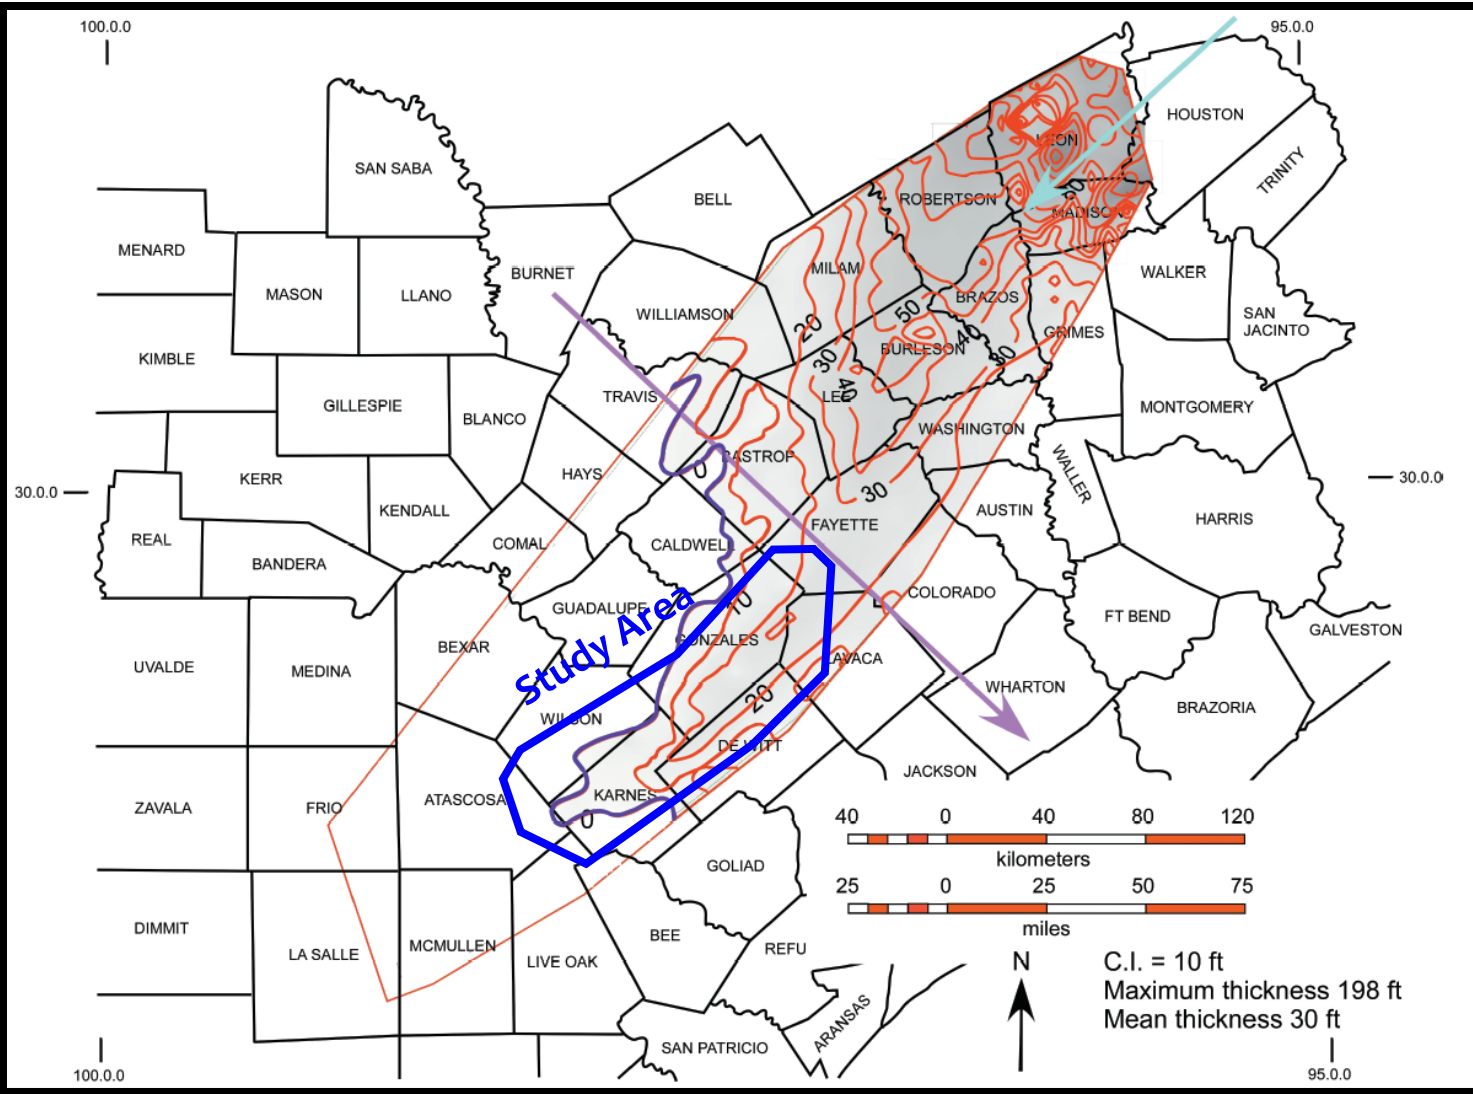 100.0.0
95.0.0
HOUSTON
LEON
SAN SABA
TRINITY
BELL
ROBERTSON
50
MADISON
MENARD
BURNET
MILAM
WALKER
MASON
LLANO
BRAZOS
WILLIAMSON
50
SAN
JACINTO
20
40
GRIMES
BURLESON
30
KIMBLE
30
40
TRAVIS
LEE
GILLESPIE
BLANCO
MONTGOMERY
WASHINGTON
BASTROP
0
HAYS
KERR
WALLER
30.0.0
30.0.0
30
KENDALL
AUSTIN
HARRIS
FAYETTE
REAL
COMAL
CALDWELL
BANDERA
COLORADO
10
GUADALUPE
FT BEND
GALVESTON
Study Area
GONZALES
BEXAR
LAVACA
UVALDE
MEDINA
WHARTON
20
BRAZORIA
WILSON
DE WITT
JACKSON
KARNES
ATASCOSA
ZAVALA
FRIO
0
40 0 40 80 120
kilometers
GOLIAD
25 0 25 50 75
miles
DIMMIT
BEE
MCMULLEN
REFU
LA SALLE
LIVE OAK
N
C.I. = 10 ft
Maximum thickness 198 ft
Mean thickness 30 ft
ARANSAS
SAN PATRICIO
100.0.0
95.0.0